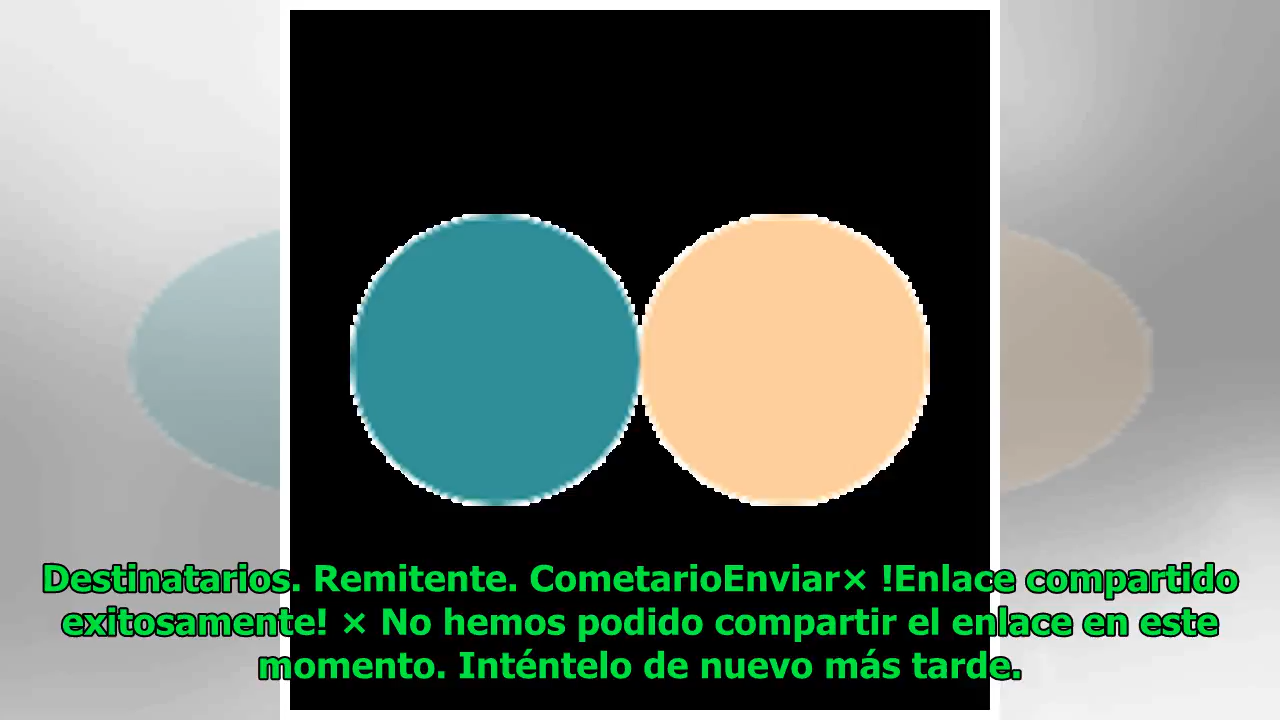 Destinatarios. Remitente. CometarioEnviar× !Enlace compartido
exitosamente! × No hemos podido compartir el enlace en este
momento. Inténtelo de nuevo más tarde.